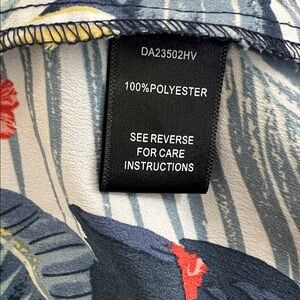 DA23502HV
100%POLYESTER
SEE REVERSE
FOR CARE
INSTRUCTIONS